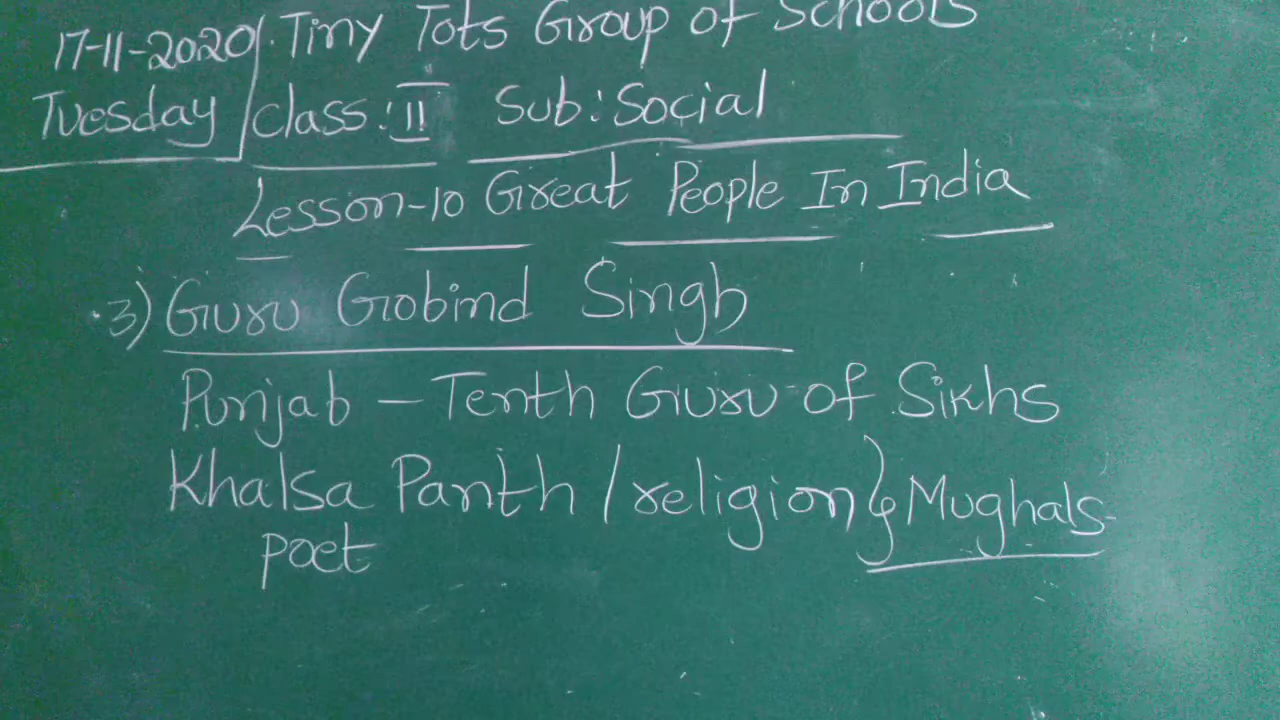 17-11-2020 Tiny Tots Group of Schools
Tuesday class: II Sub: Social
Lesson-10 Great People In India
3) Guru Gobind Singh
Punjab - Tenth Guru of Sikhs
Khalsa Panth / religion & Mughals
poet